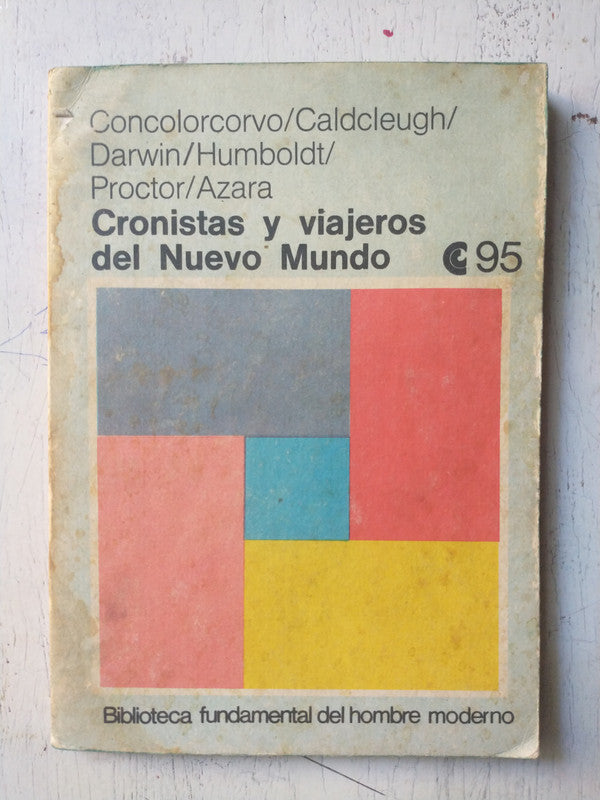 Concolorcorvo/Caldcleugh/
Darwin/Humboldt/
Proctor/Azara
Cronistas y viajeros
del Nuevo Mundo C 95
Biblioteca fundamental del hombre moderno